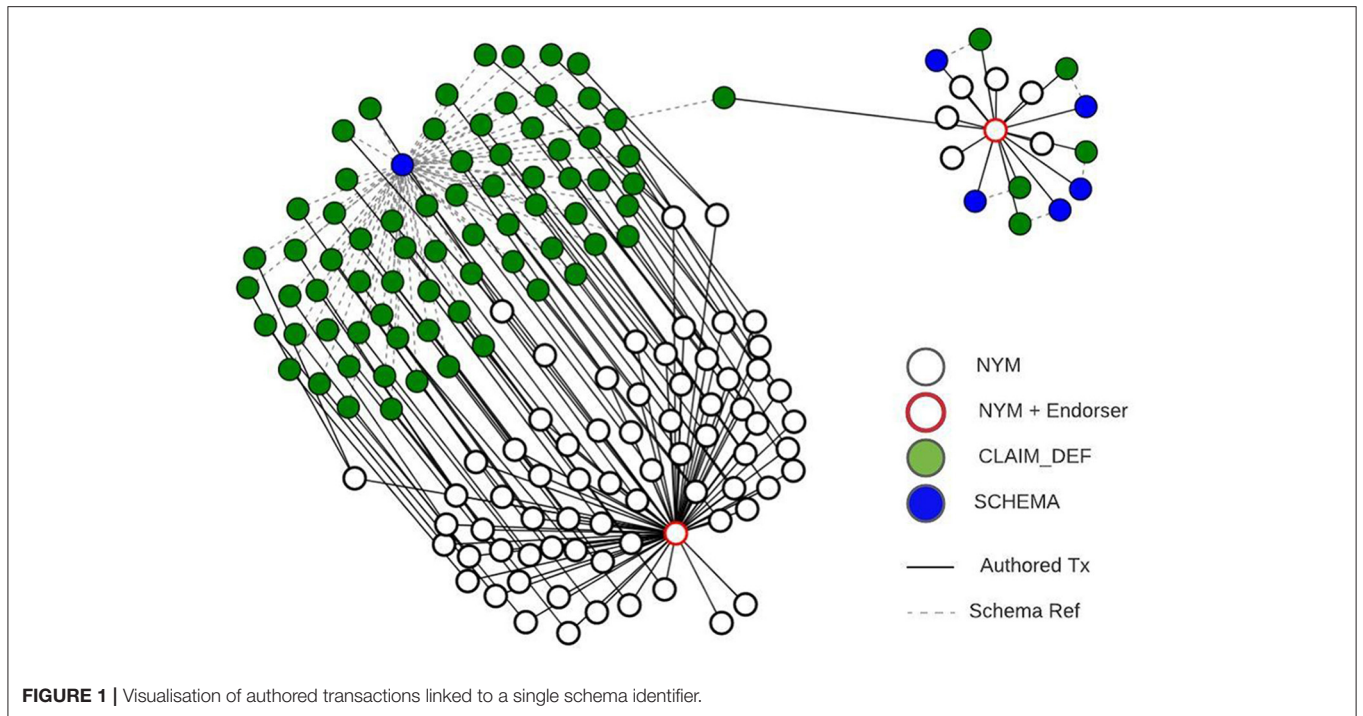 NYM
NYM + Endorser
CLAIM_DEF
SCHEMA
Authored Tx
Schema Ref
FIGURE 1 | Visualisation of authored transactions linked to a single schema identifier.